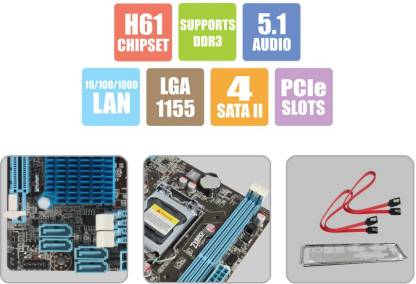 H61
CHIPSET
SUPPORTS
DDR3
5.1
AUDIO
10/100/1000
LAN
LGA
1155
4
SATA II
PCIe
SLOTS